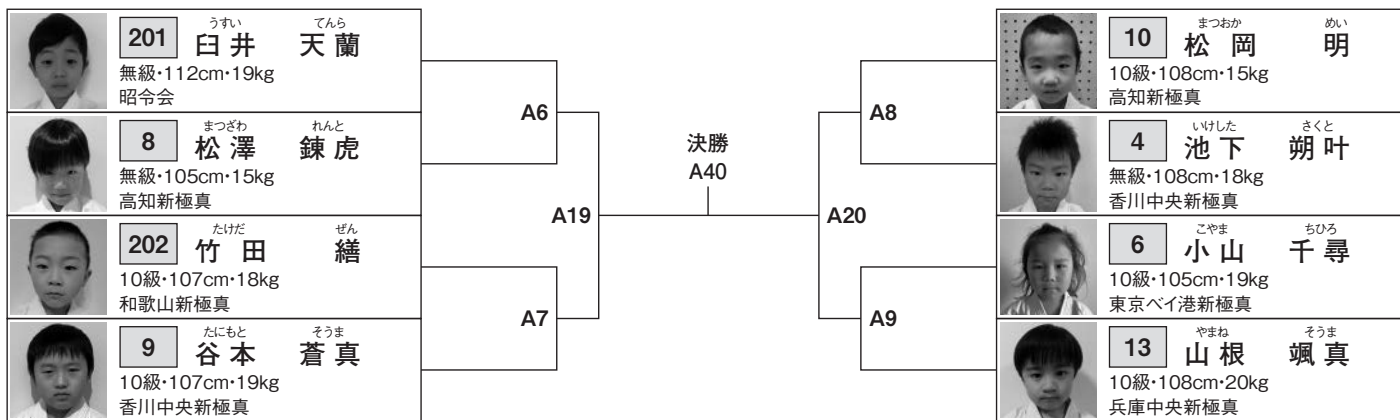 うすい てんら
201 臼井 天蘭
無級・112cm・19kg
昭令会
まつざわ れんと
8 松澤 錬虎
無級・105cm・15kg
高知新極真
たけだ ぜん
202 竹田 繕
10級・107cm・18kg
和歌山新極真
たにもと そうま
9 谷本 蒼真
10級・107cm・19kg
香川中央新極真
A6
A7
A19
決勝
A40
A20
A8
A9
まつおか めい
10 松岡 明
10級・108cm・15kg
高知新極真
いけした さくと
4 池下 朔叶
無級・108cm・18kg
香川中央新極真
こやま ちひろ
6 小山 千尋
10級・105cm・19kg
東京ベイ港新極真
やまね そうま
13 山根 颯真
10級・108cm・20kg
兵庫中央新極真